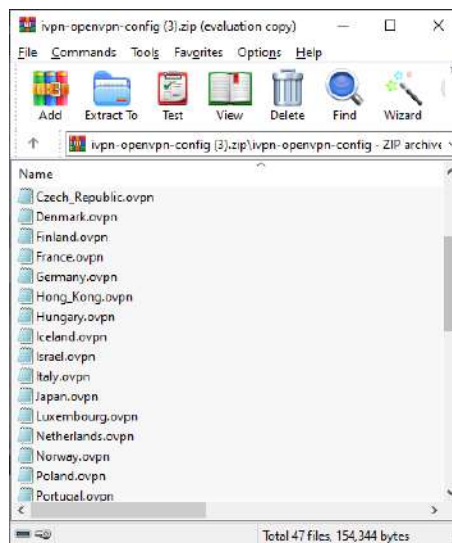 ivpn-openvpn-config (3).zip (evaluation copy)
File Commands Tools Favorites Options Help
Add Extract To Test View Delete Find Wizard
ivpn-openvpn-config (3).zip\ivpn-openvpn-config - ZIP archive
Name
Czech_Republic.ovpn
Denmark.ovpn
Finland.ovpn
France.ovpn
Germany.ovpn
Hong_Kong.ovpn
Hungary.ovpn
Iceland.ovpn
Israel.ovpn
Italy.ovpn
Japan.ovpn
Luxembourg.ovpn
Netherlands.ovpn
Norway.ovpn
Poland.ovpn
Portugal.ovpn
Total 47 files, 154,344 bytes